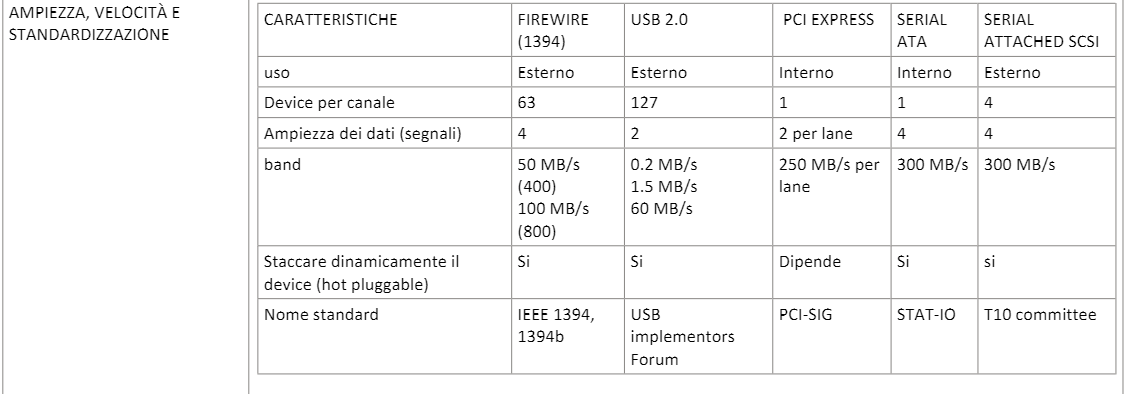 AMPIEZZA, VELOCITÀ E
STANDARDIZZAZIONE
CARATTERISTICHE FIREWIRE (1394) USB 2.0 PCI EXPRESS SERIAL ATA SERIAL ATTACHED SCSI
uso Esterno Esterno Interno Interno Esterno
Device per canale 63 127 1 1 4
Ampiezza dei dati (segnali) 4 2 2 per lane 4 4
band 50 MB/s (400) 100 MB/s (800) 0.2 MB/s 1.5 MB/s 60 MB/s 250 MB/s per lane 300 MB/s 300 MB/s
Staccare dinamicamente il device (hot pluggable) Si Si Dipende Si si
Nome standard IEEE 1394, 1394b USB implementors Forum PCI-SIG STAT-IO T10 committee